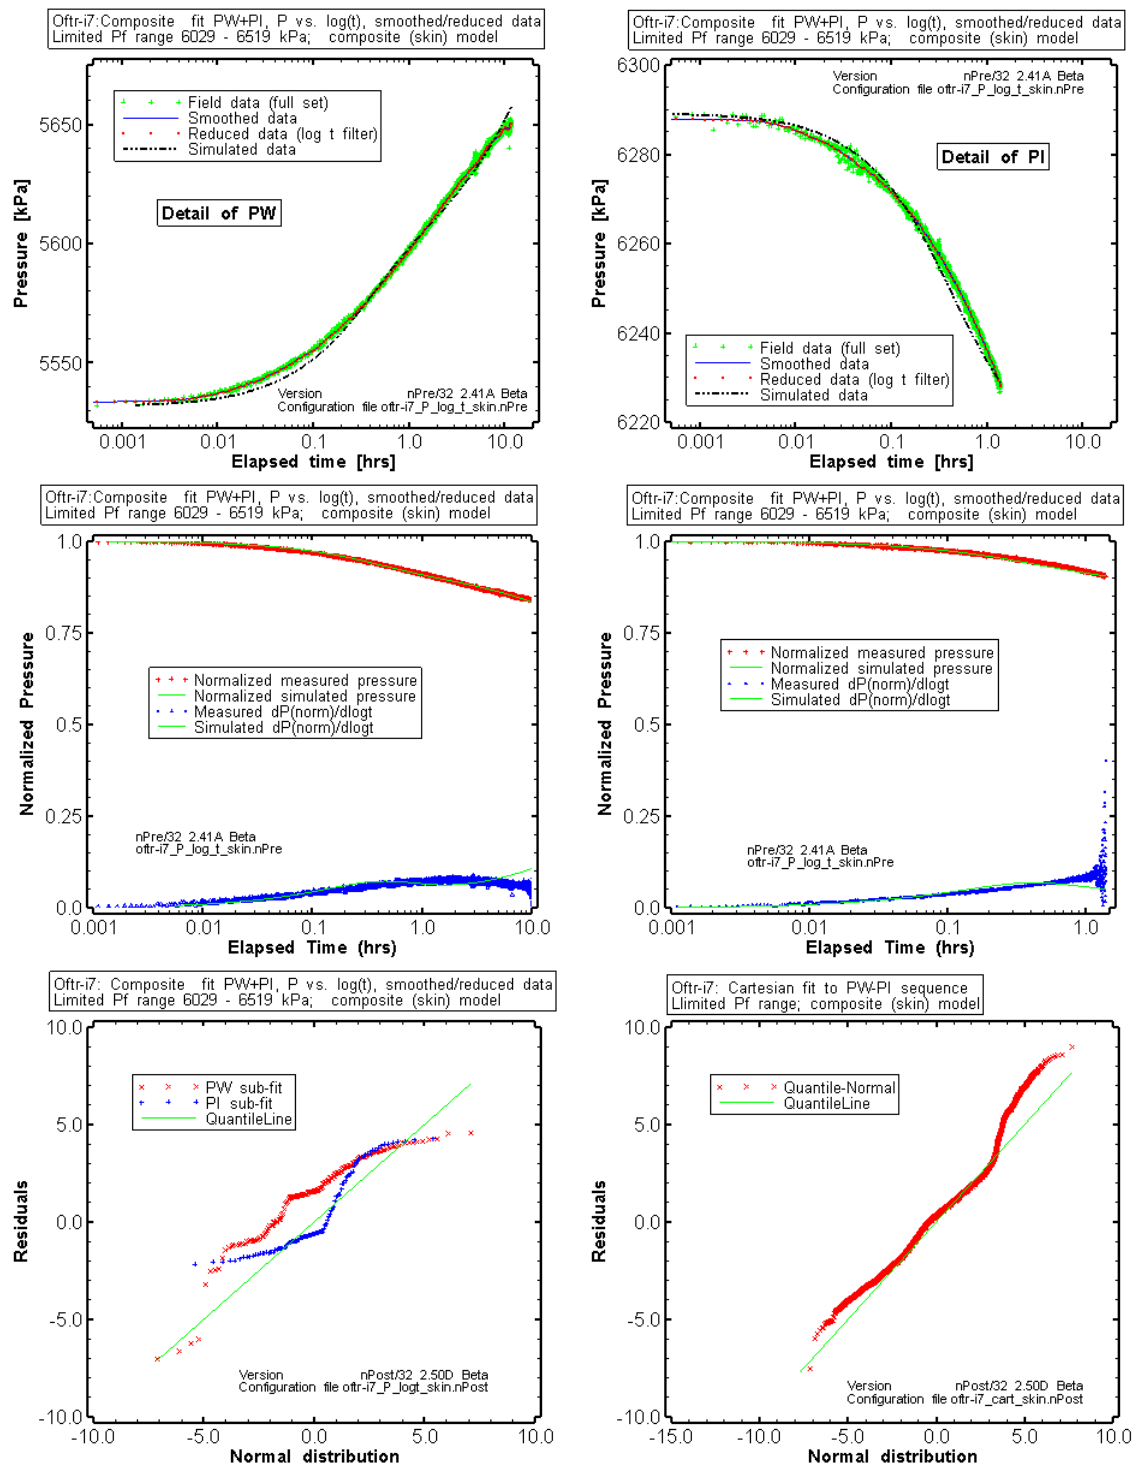 Oftr-i7:Composite fit PW+PI, P vs. log(t), smoothed/reduced data
Limited Pf range 6029 - 6519 kPa; composite (skin) model
Field data (full set)
Smoothed data
Reduced data (log t filter)
Simulated data
Detail of PW
Version nPre/32 2.41A Beta
Configuration file oftr-i7_P_log_t_skin.nPre
5650
5600
5550
Pressure [kPa]
0.001 0.01 0.1 1.0 10.0
Elapsed time [hrs]
Oftr-i7:Composite fit PW+PI, P vs. log(t), smoothed/reduced data
Limited Pf range 6029 - 6519 kPa; composite (skin) model
Version nPre/32 2.41A Beta
Configuration file oftr-i7_P_log_t_skin.nPre
Detail of PI
Field data (full set)
Smoothed data
Reduced data (log t filter)
Simulated data
6300
6280
6260
6240
6220
Pressure [kPa]
0.001 0.01 0.1 1.0 10.0
Elapsed time [hrs]
Oftr-i7:Composite fit PW+PI, P vs. log(t), smoothed/reduced data
Limited Pf range 6029 - 6519 kPa; composite (skin) model
1.0
0.75
0.5
0.25
0.0
Normalized Pressure
Normalized measured pressure
Normalized simulated pressure
Measured dP(norm)/dlogt
Simulated dP(norm)/dlogt
nPre/32 2.41A Beta
oftr-i7_P_log_t_skin.nPre
0.001 0.01 0.1 1.0 10.0
Elapsed Time (hrs)
Oftr-i7:Composite fit PW+PI, P vs. log(t), smoothed/reduced data
Limited Pf range 6029 - 6519 kPa; composite (skin) model
1.0
0.75
0.5
0.25
0.0
Normalized Pressure
Normalized measured pressure
Normalized simulated pressure
Measured dP(norm)/dlogt
Simulated dP(norm)/dlogt
nPre/32 2.41A Beta
oftr-i7_P_log_t_skin.nPre
0.001 0.01 0.1 1.0
Elapsed Time (hrs)
Oftr-i7: Composite fit PW+PI, P vs. log(t), smoothed/reduced data
Limited Pf range 6029 - 6519 kPa; composite (skin) model
10.0
5.0
0.0
-5.0
-10.0
Residuals
PW sub-fit
PI sub-fit
QuantileLine
Version nPost/32 2.50D Beta
Configuration file oftr-i7_P_logt_skin.nPost
-10.0 -5.0 0.0 5.0 10.0
Normal distribution
Oftr-i7: Cartesian fit to PW-PI sequence
Llimited Pf range; composite (skin) model
10.0
5.0
0.0
-5.0
-10.0
Residuals
Quantile-Normal
QuantileLine
Version nPost/32 2.50D Beta
Configuration file oftr-i7_cart_skin.nPost
-15.0 -10.0 -5.0 0.0 5.0 10.0
Normal distribution